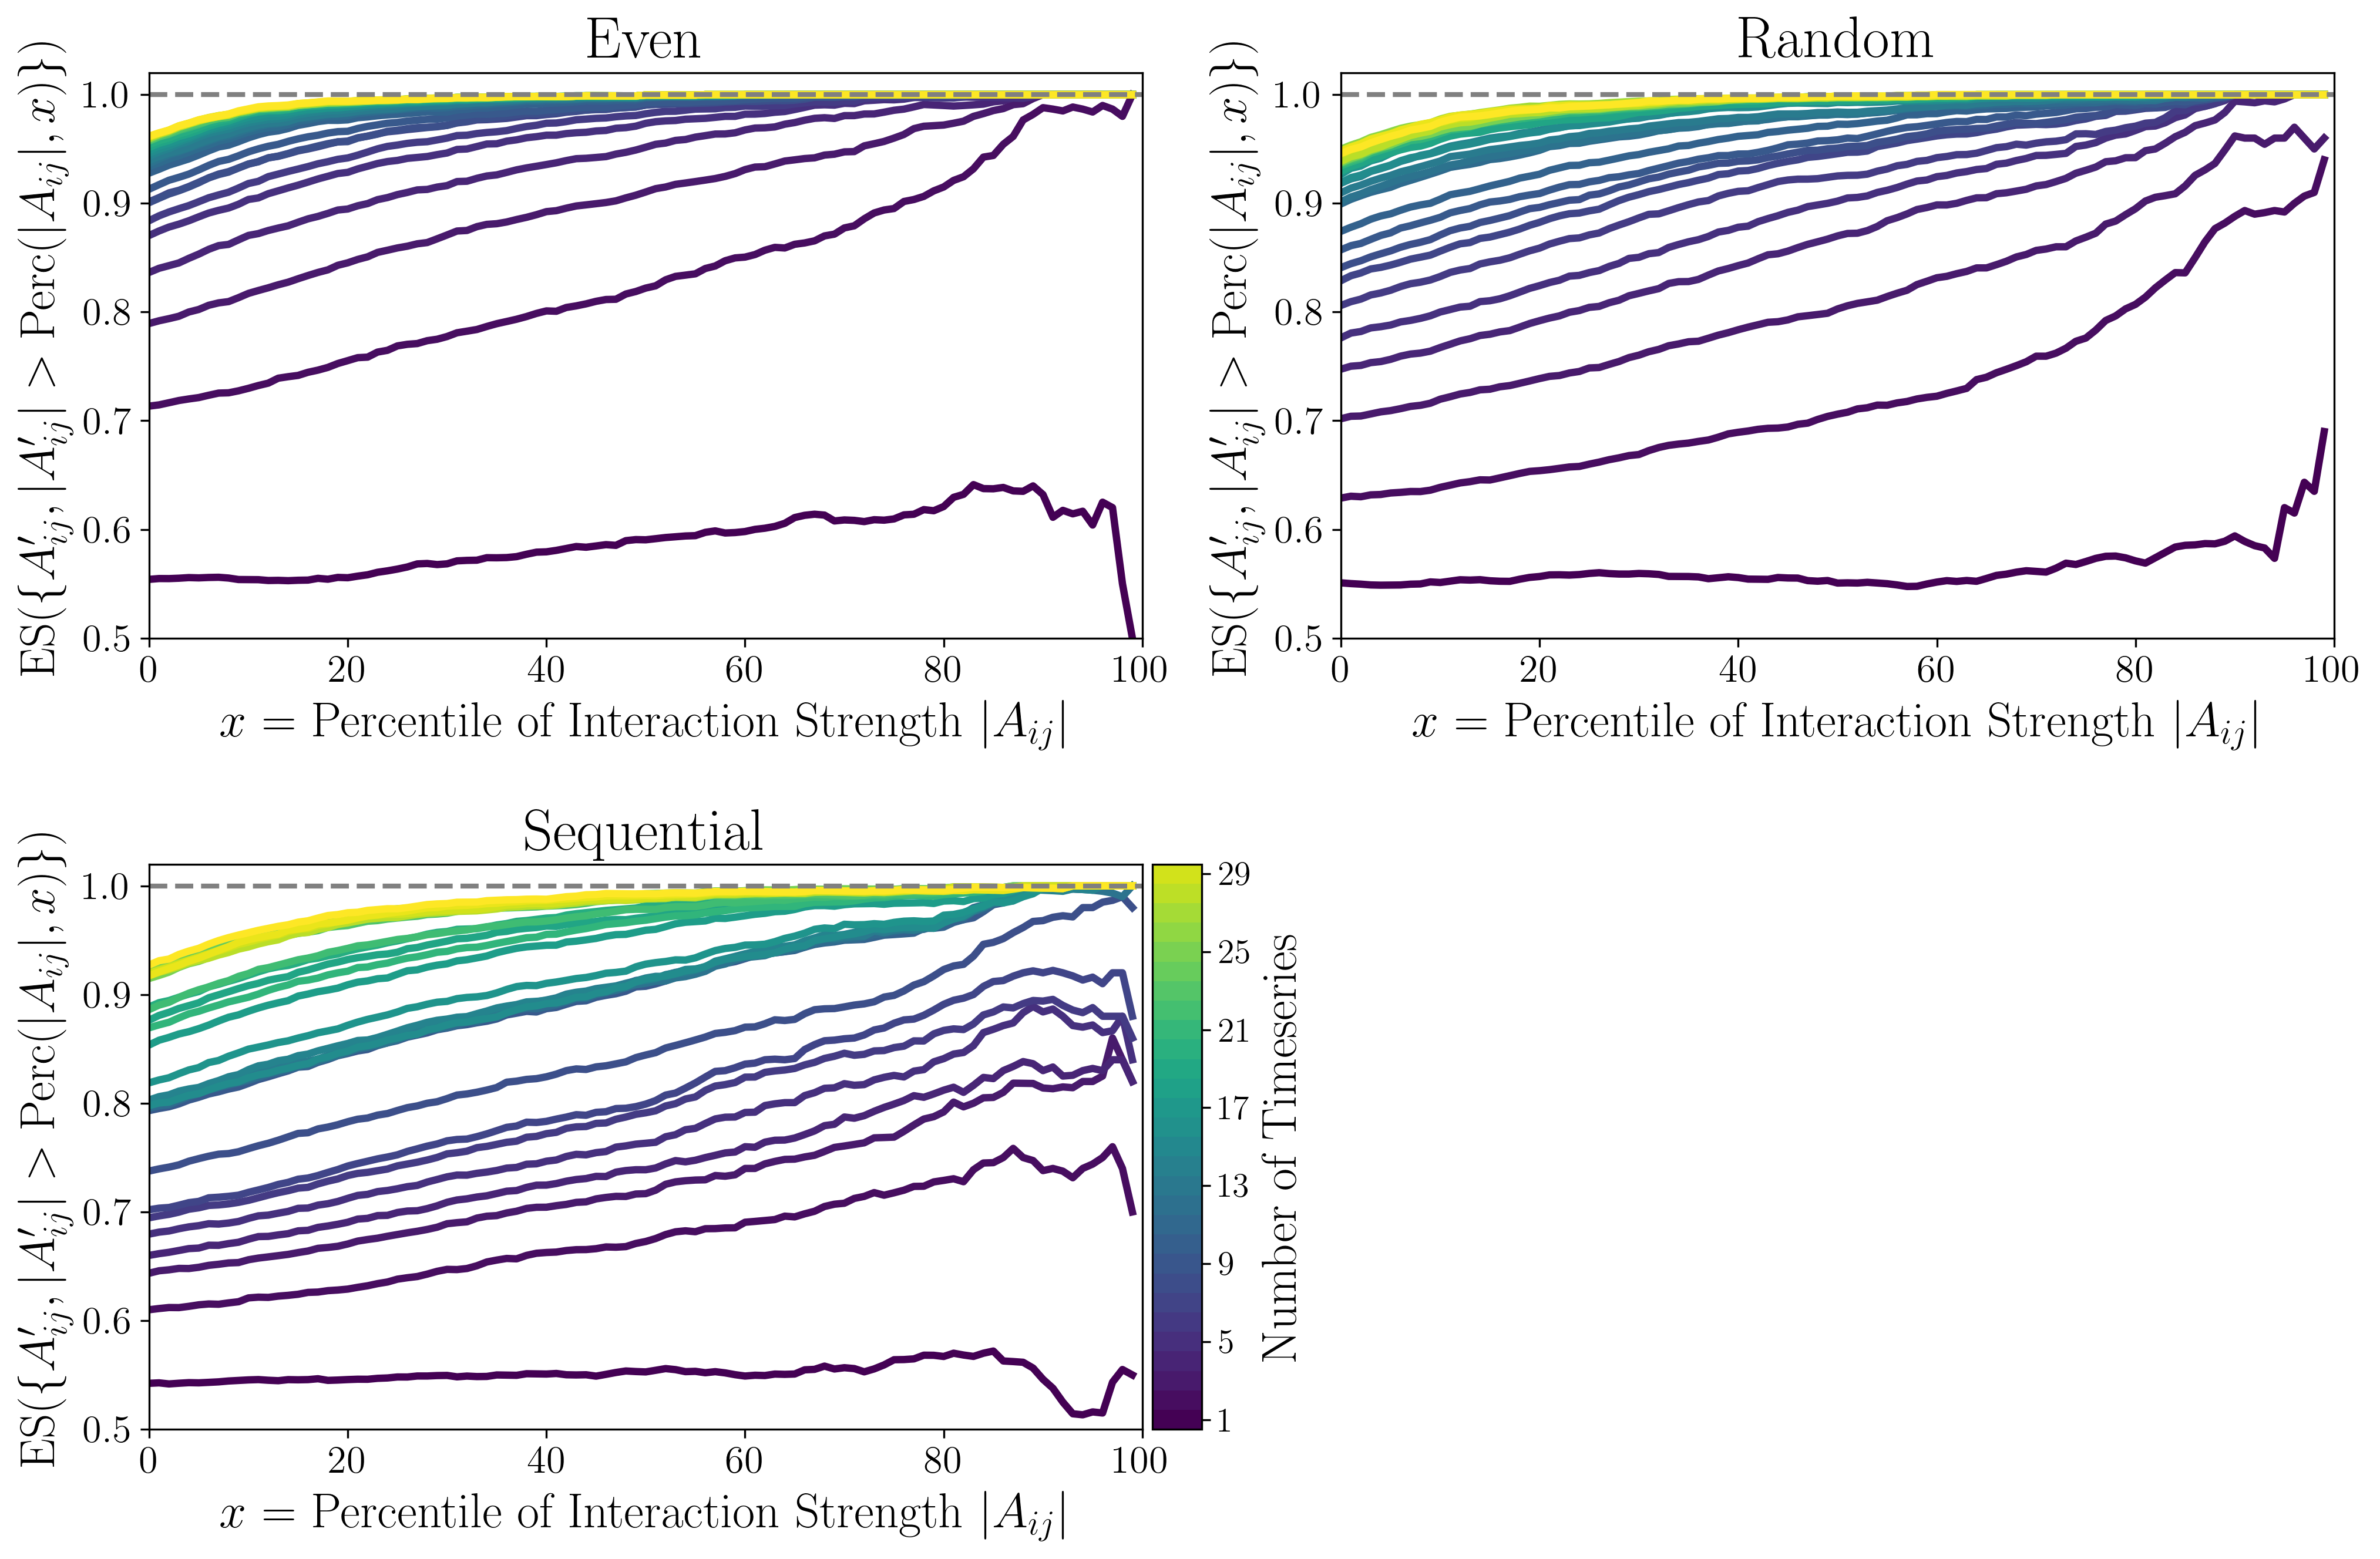 Even
ES({A′ij, |A′ij| > Perc(|Aij|, x)})
1.0
0.9
0.8
0.7
0.6
0.5
0 20 40 60 80 100
x = Percentile of Interaction Strength |Aij|
Random
ES({A′ij, |A′ij| > Perc(|Aij|, x)})
1.0
0.9
0.8
0.7
0.6
0.5
0 20 40 60 80 100
x = Percentile of Interaction Strength |Aij|
Sequential
ES({A′ij, |A′ij| > Perc(|Aij|, x)})
1.0
0.9
0.8
0.7
0.6
0.5
0 20 40 60 80 100
x = Percentile of Interaction Strength |Aij|
29
25
21
17
13
9
5
1
Number of Timeseries